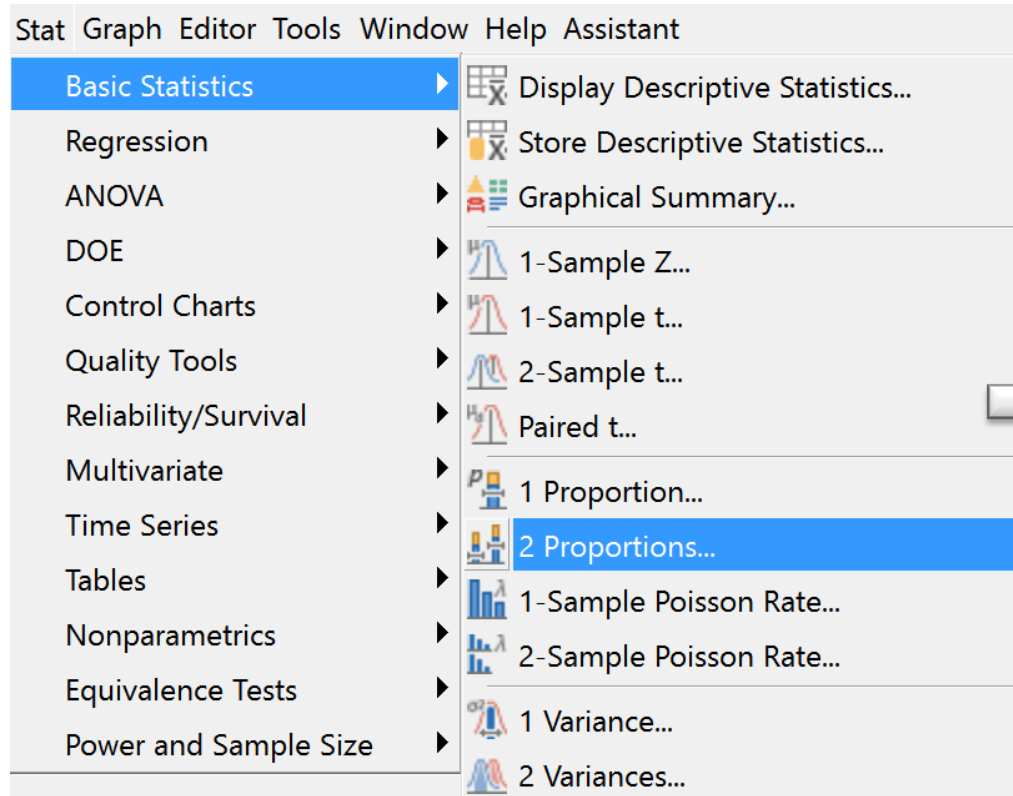 Stat Graph Editor Tools Window Help Assistant
Basic Statistics
Regression
ANOVA
DOE
Control Charts
Quality Tools
Reliability/Survival
Multivariate
Time Series
Tables
Nonparametrics
Equivalence Tests
Power and Sample Size
Display Descriptive Statistics...
Store Descriptive Statistics...
Graphical Summary...
1-Sample Z...
1-Sample t...
2-Sample t...
Paired t...
1 Proportion...
2 Proportions...
1-Sample Poisson Rate...
2-Sample Poisson Rate...
1 Variance...
2 Variances...